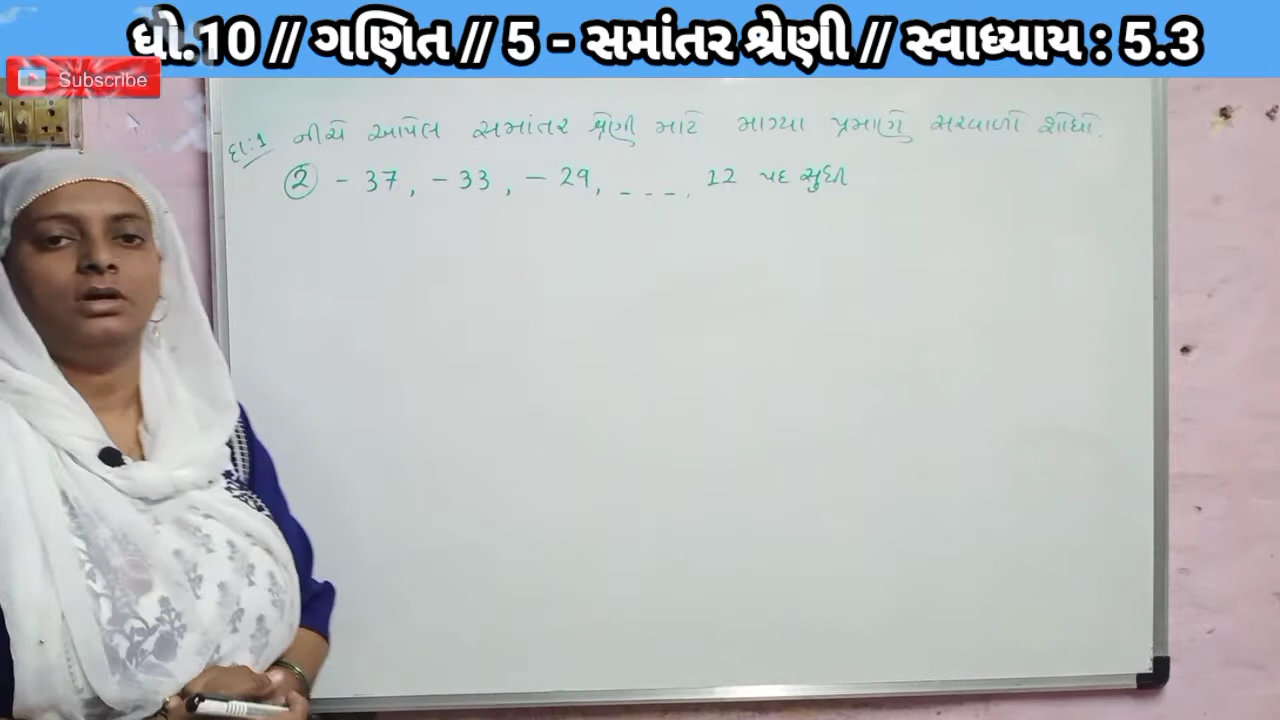 ધો.10 // ગણિત // 5 - સમાંતર શ્રેણી // સ્વાધ્યાય : 5.3
Subscribe
દા:1 નીચે આપેલ સમાંતર શ્રેણી માટે માગ્યા પ્રમાણે સરવાળો શોધો.
② - 37, - 33, - 29, _ _ _, 12 પદ સુધી